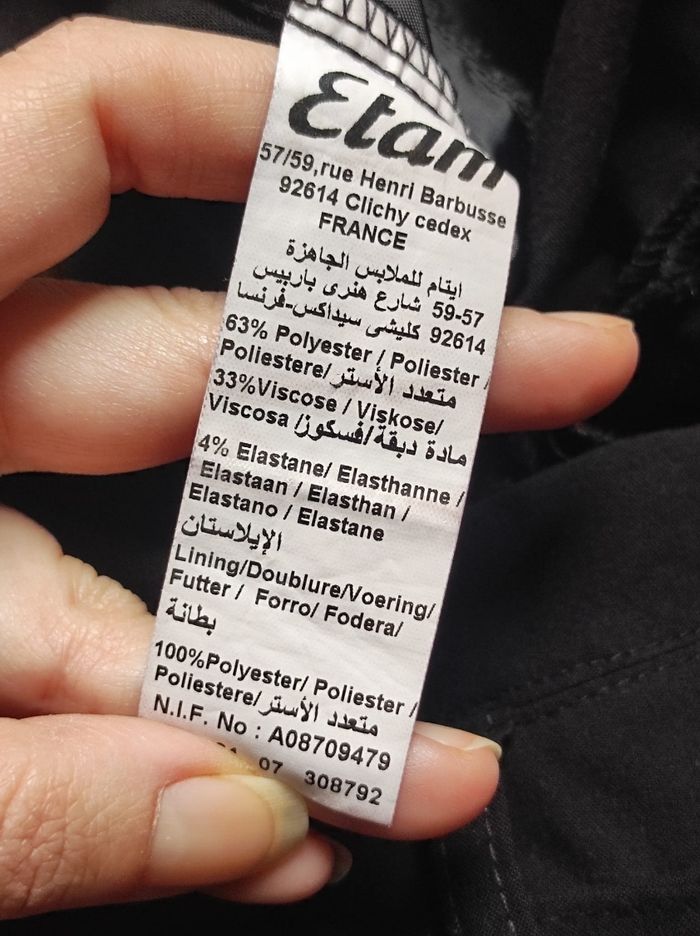 Etam
57/59,rue Henri Barbusse
92614 Clichy cedex
FRANCE
ايتام للملابس الجاهزة
59-57 شارع هنرى باربيس
92614 كليشى سيداكس-فرنسا
63% Polyester / Poliester /
Poliestere/ متعدد الأستر
33%Viscose / Viskose/
Viscosa /مادة دبقة/فسكوز
4% Elastane/ Elasthanne /
Elastaan / Elasthan /
Elastano / Elastane
الإيلاستان
Lining/Doublure/Voering/
Futter / Forro/ Fodera/
بطانة
100%Polyester/ Poliester /
Poliestere/ متعدد الأستر
N.I.F. No : A08709479
07 308792